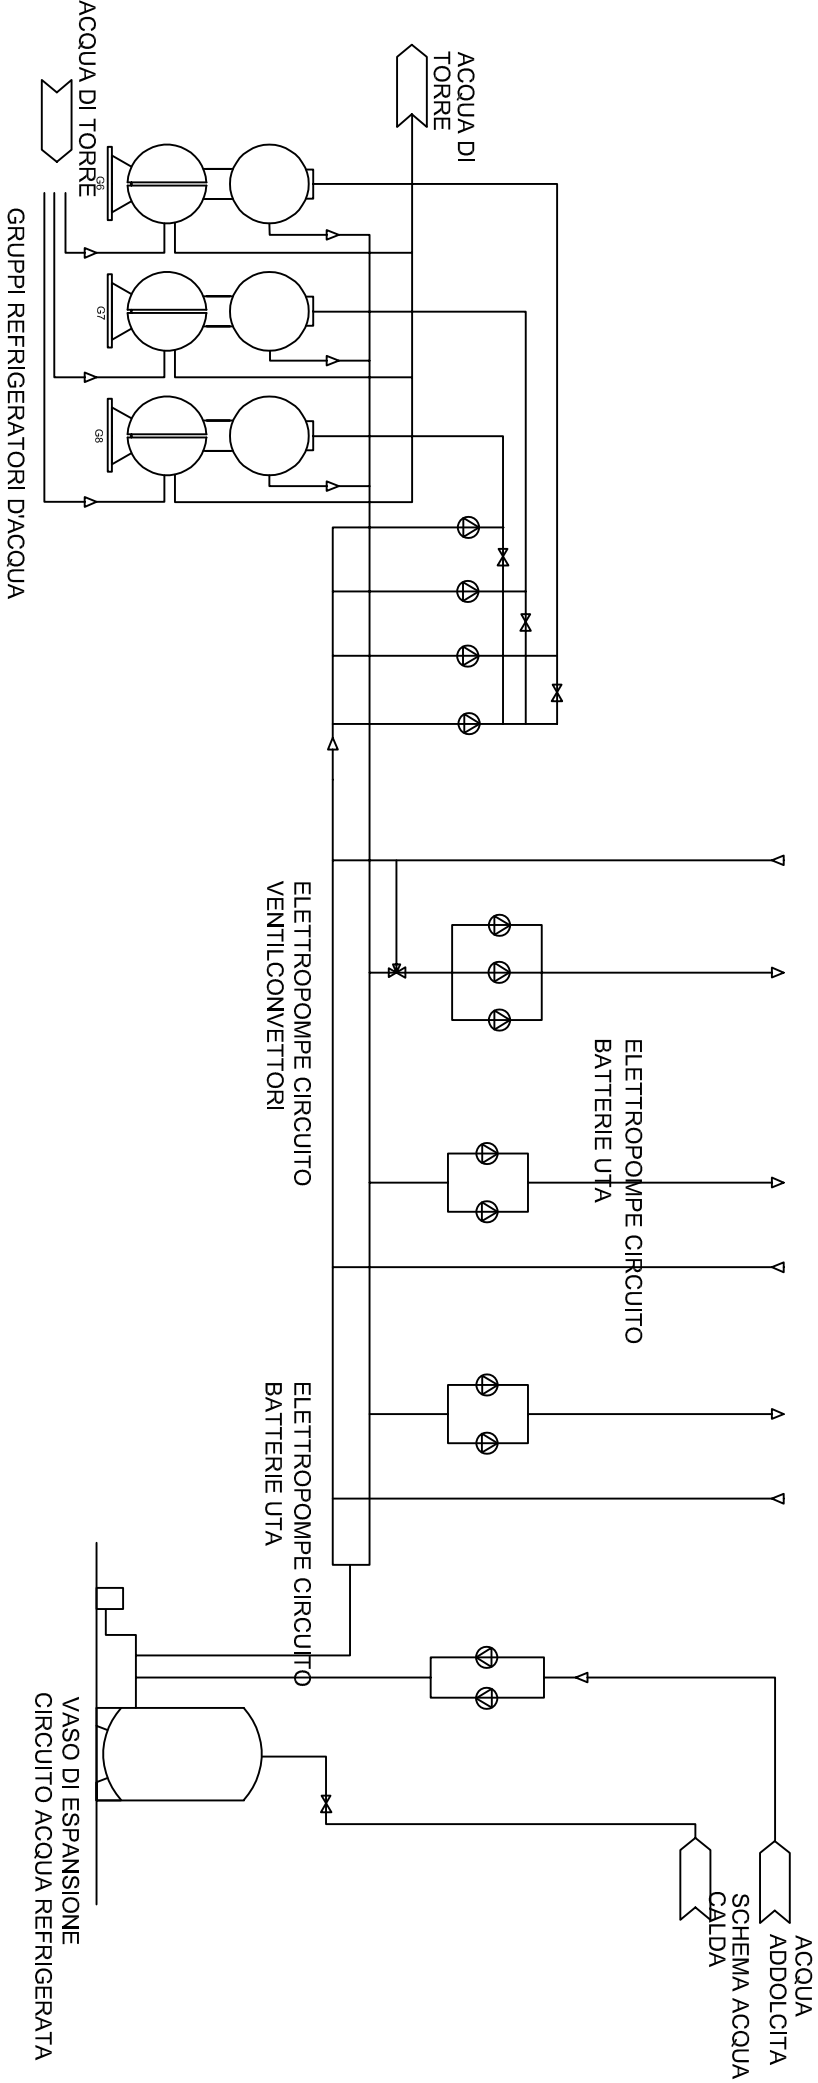 ACQUA DI TORRE
GRUPPI REFRIGERATORI D'ACQUA
G6
G7
G8
ACQUA DI
TORRE
ELETTROPOMPE CIRCUITO
VENTILCONVETTORI
ELETTROPOMPE CIRCUITO
BATTERIE UTA
ELETTROPOMPE CIRCUITO
BATTERIE UTA
VASO DI ESPANSIONE
CIRCUITO ACQUA REFRIGERATA
ACQUA
ADDOLCITA
SCHEMA ACQUA
CALDA